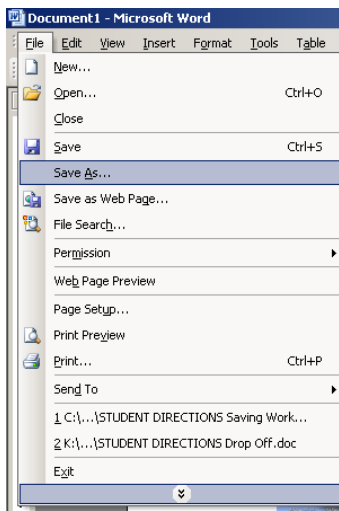 Document1 - Microsoft Word
File Edit View Insert Format Tools Table
New...
Open... Ctrl+O
Close
Save Ctrl+S
Save As...
Save as Web Page...
File Search...
Permission
Web Page Preview
Page Setup...
Print Preview
Print... Ctrl+P
Send To
1 C:\...\STUDENT DIRECTIONS Saving Work...
2 K:\...\STUDENT DIRECTIONS Drop Off.doc
Exit